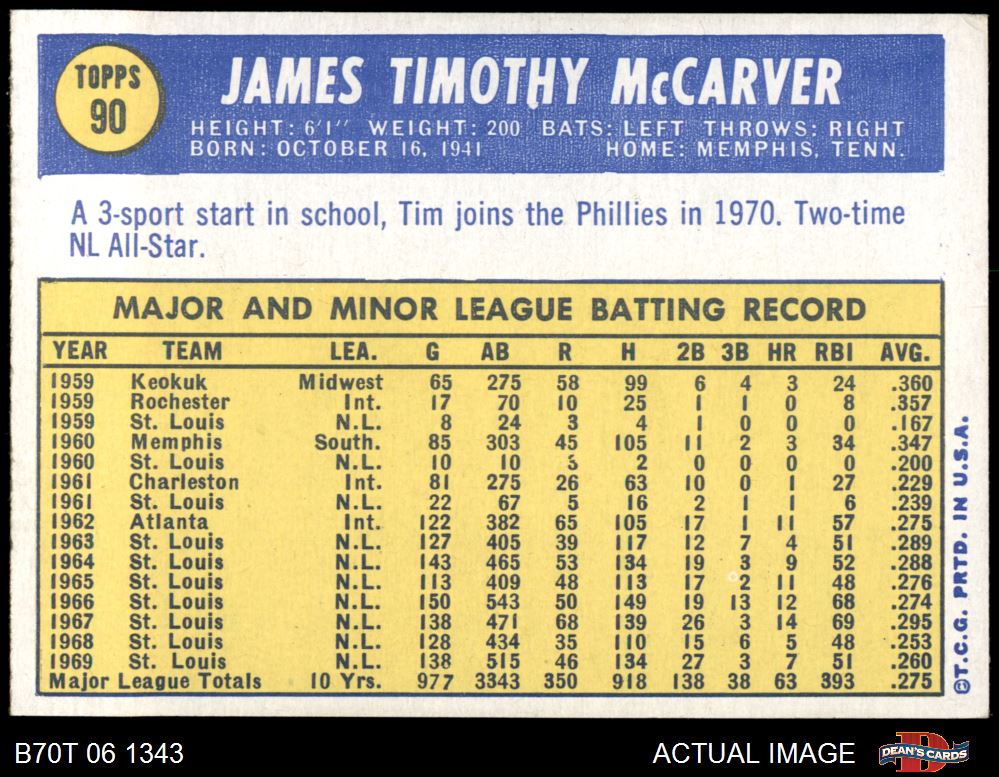 TOPPS
90
JAMES TIMOTHY McCARVER
HEIGHT: 6'1" WEIGHT: 200 BATS: LEFT THROWS: RIGHT
BORN: OCTOBER 16, 1941 HOME: MEMPHIS, TENN.
A 3-sport start in school, Tim joins the Phillies in 1970. Two-time
NL All-Star.
MAJOR AND MINOR LEAGUE BATTING RECORD
YEAR TEAM LEA. G AB R H 2B 3B HR RBI AVG.
1959 Keokuk Midwest 65 275 58 99 6 4 3 24 .360
1959 Rochester Int. 17 70 10 25 1 1 0 8 .357
1959 St. Louis N.L. 8 24 3 4 1 0 0 0 .167
1960 Memphis South. 85 303 45 105 11 2 3 34 .347
1960 St. Louis N.L. 10 10 3 2 0 0 0 0 .200
1961 Charleston Int. 81 275 26 63 10 0 1 27 .229
1961 St. Louis N.L. 22 67 5 16 2 1 1 6 .239
1962 Atlanta Int. 122 382 65 105 17 1 11 57 .275
1963 St. Louis N.L. 127 405 39 117 12 7 4 51 .289
1964 St. Louis N.L. 143 465 53 134 19 3 9 52 .288
1965 St. Louis N.L. 113 409 48 113 17 2 11 48 .276
1966 St. Louis N.L. 150 543 50 149 19 13 12 68 .274
1967 St. Louis N.L. 138 471 68 139 26 3 14 69 .295
1968 St. Louis N.L. 128 434 35 110 15 6 5 48 .253
1969 St. Louis N.L. 138 515 46 134 27 3 7 51 .260
Major League Totals 10 Yrs. 977 3343 350 918 138 38 63 393 .275
©T.C.G. PRTD. IN U.S.A.
B70T 06 1343
ACTUAL IMAGE
D
DEAN'S CARDS